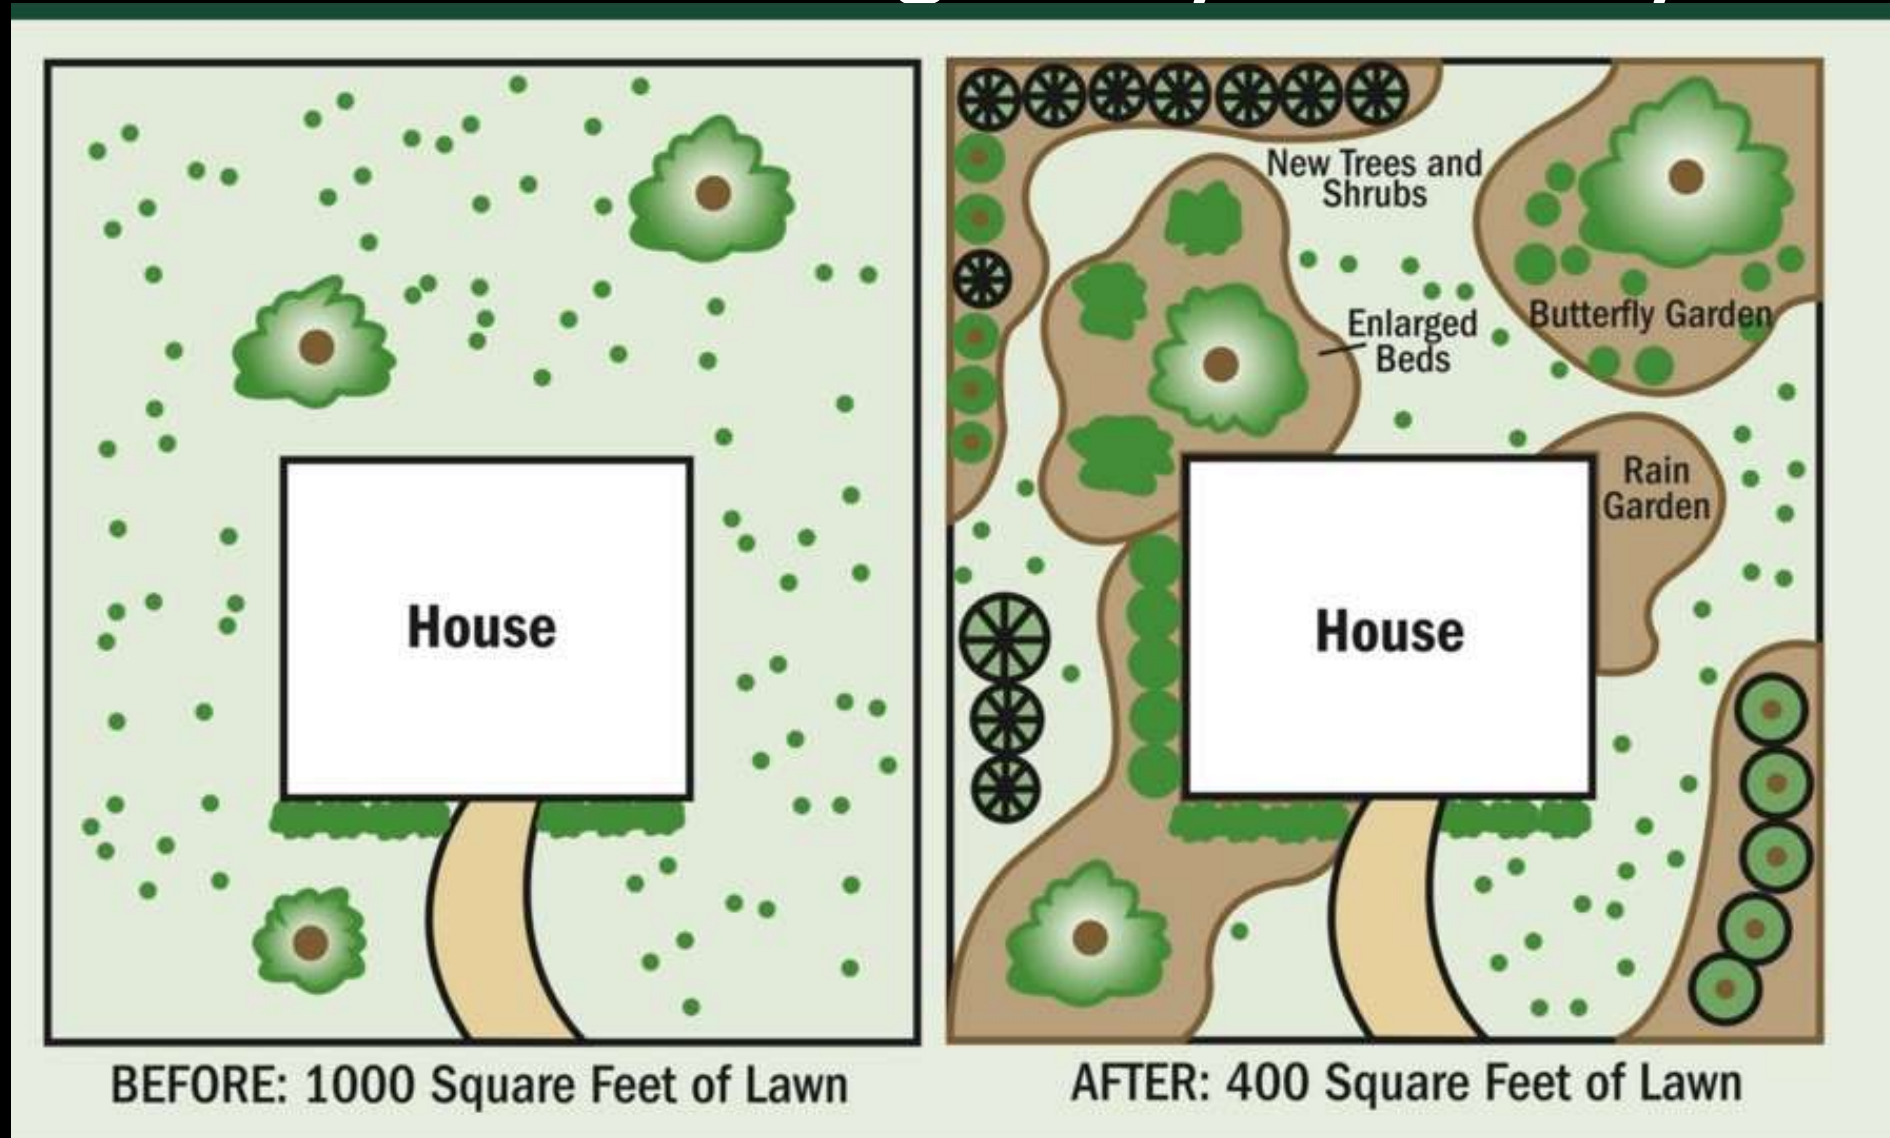 New Trees and
Shrubs
Butterfly Garden
Enlarged
Beds
Rain
Garden
House
House
BEFORE: 1000 Square Feet of Lawn
AFTER: 400 Square Feet of Lawn